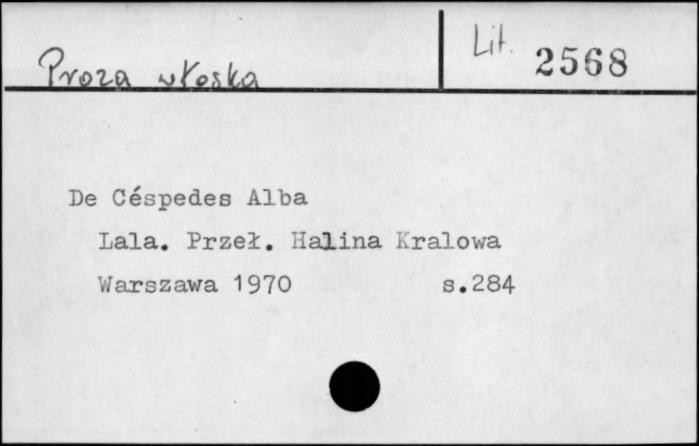 Proza włoska
Lit. 2568
De Céspedes Alba
Lala. Przeł. Halina Kralowa
Warszawa 1970 s.284